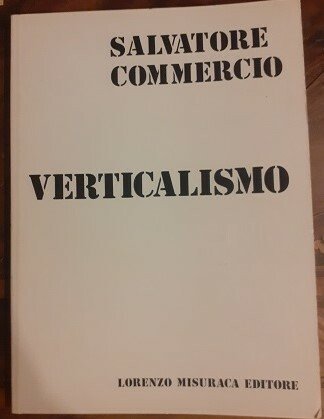 SALVATORE
COMMERCIO
VERTICALISMO
LORENZO MISURACA EDITORE